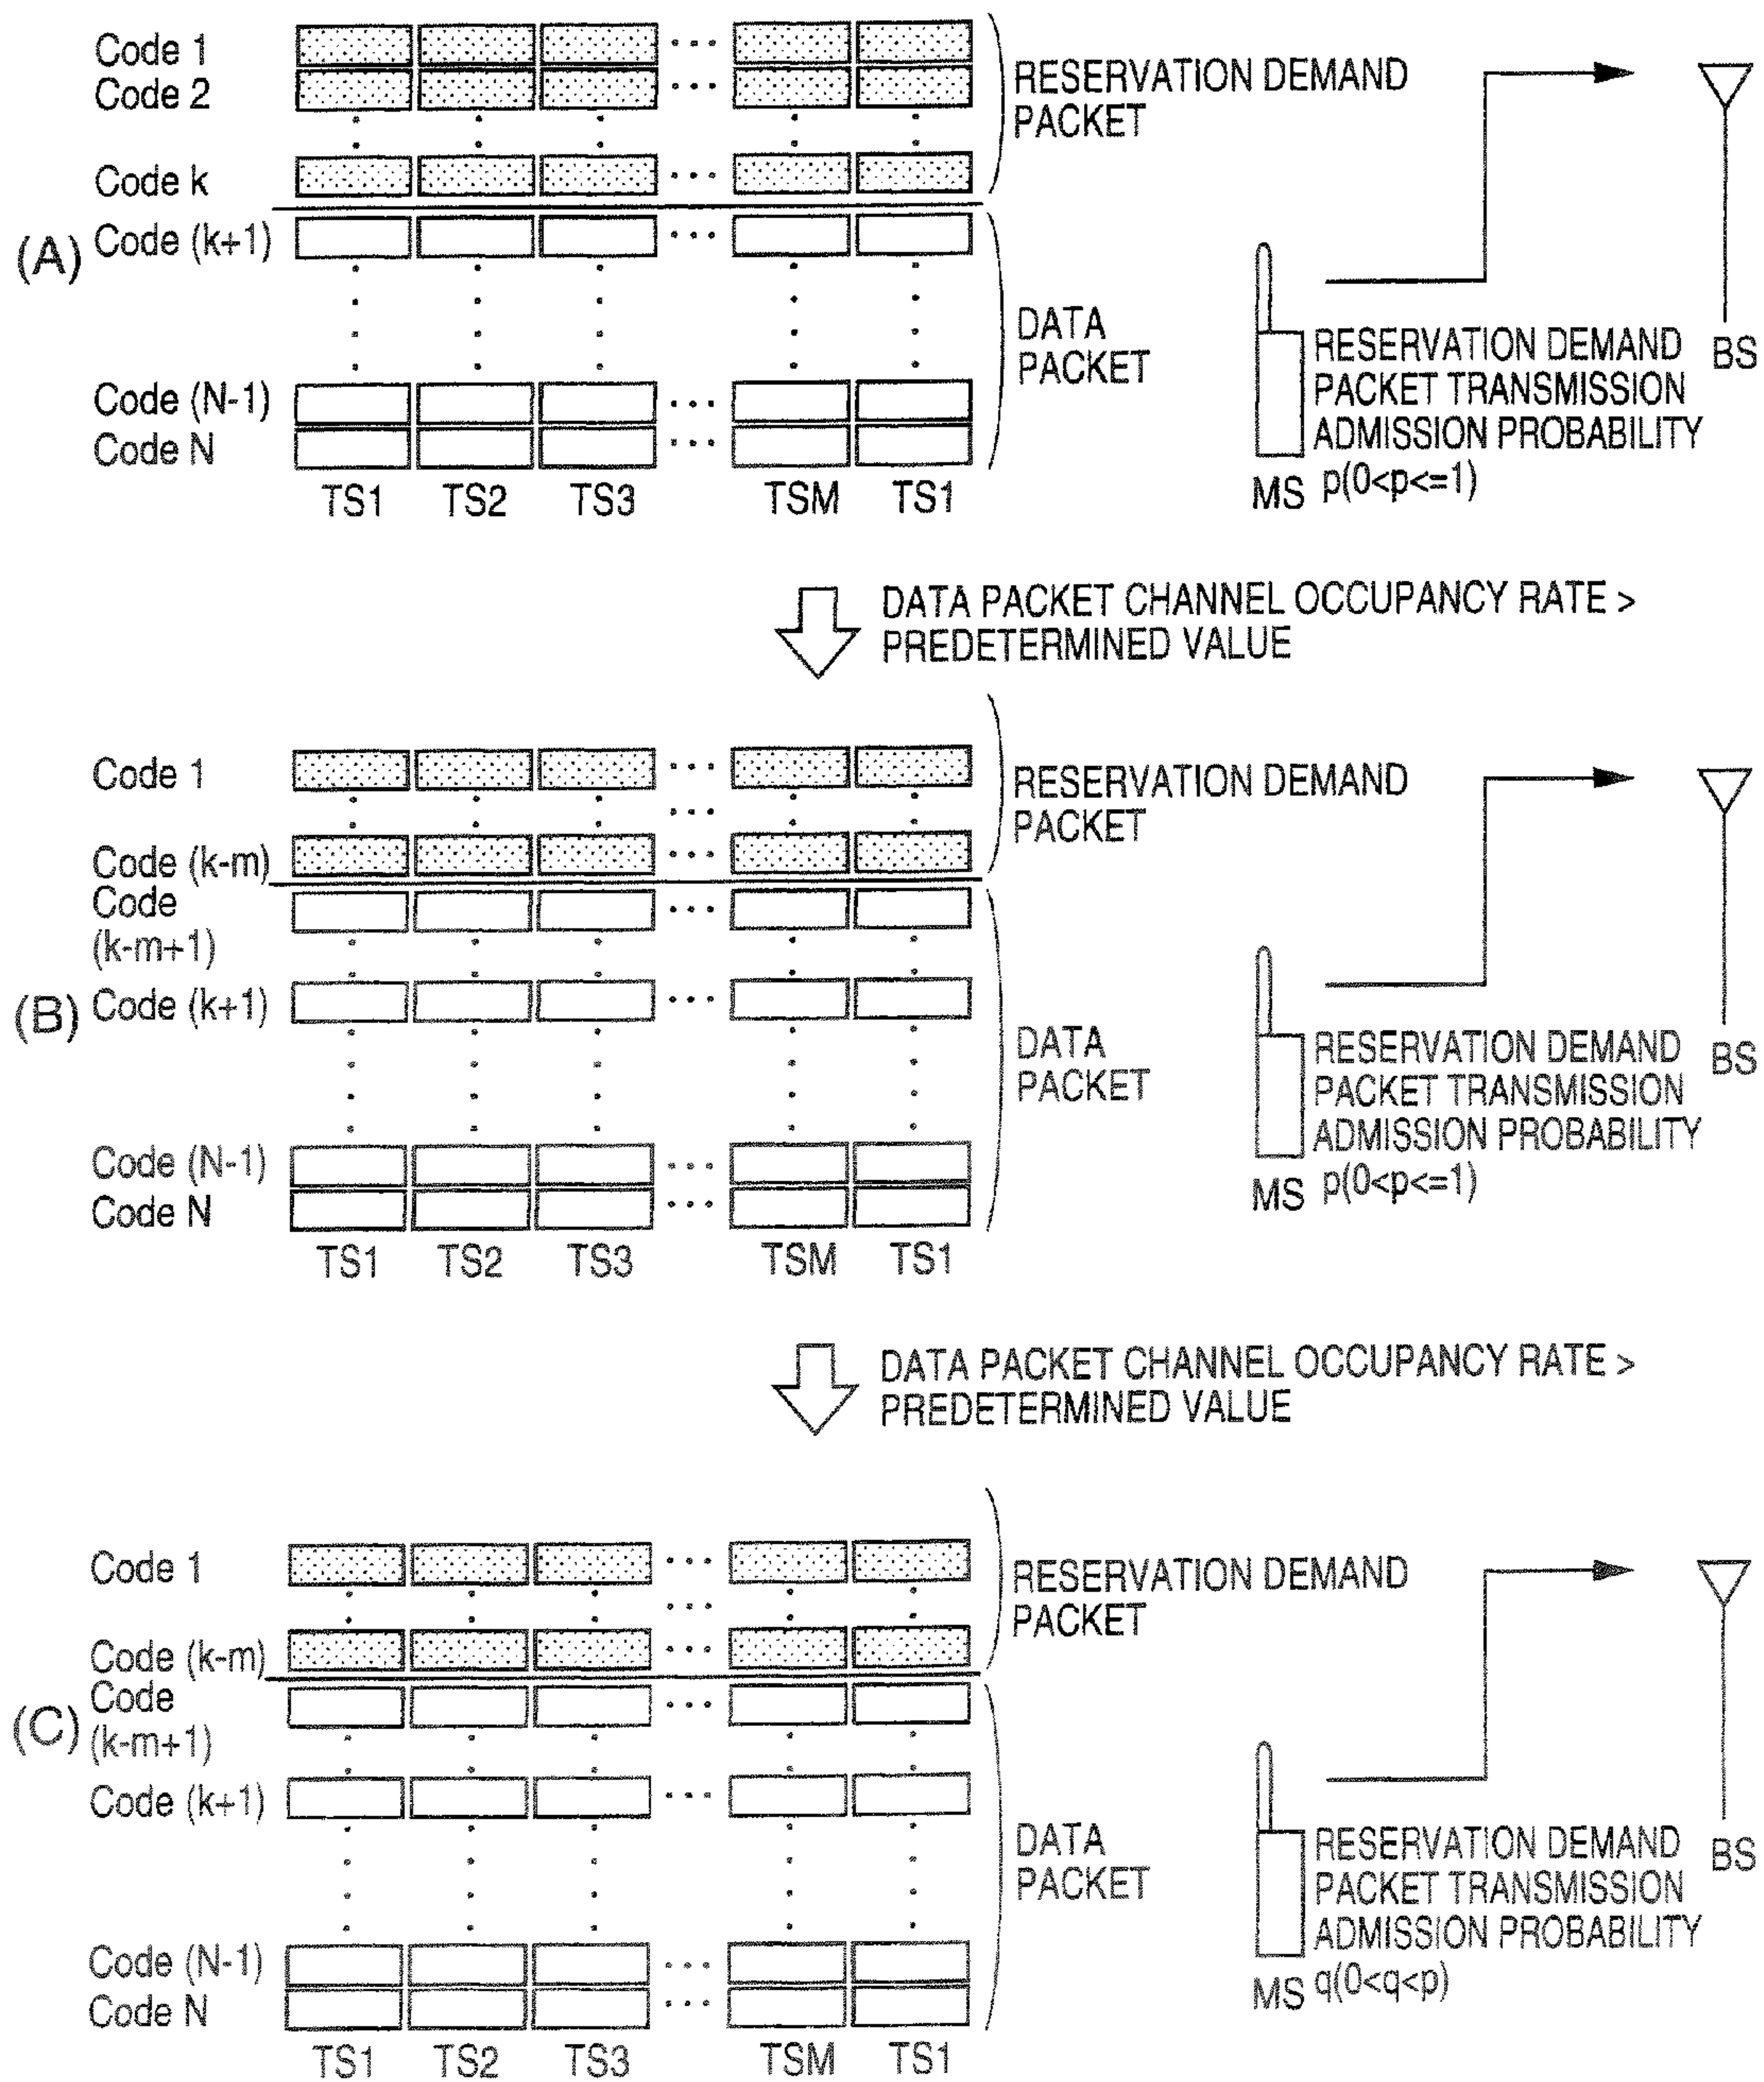 Code 1
Code 2
Code k
(A)
Code (k+1)
Code (N-1)
Code N
TS1 TS2 TS3 ... TSM TS1
RESERVATION DEMAND
PACKET
DATA
PACKET
RESERVATION DEMAND
PACKET TRANSMISSION
ADMISSION PROBABILITY
p(0<p<=1)
MS
BS
DATA PACKET CHANNEL OCCUPANCY RATE >
PREDETERMINED VALUE
Code 1
Code (k-m)
Code
(k-m+1)
(B)
Code (k+1)
Code (N-1)
Code N
TS1 TS2 TS3 TSM TS1
RESERVATION DEMAND
PACKET
DATA
PACKET
RESERVATION DEMAND
PACKET TRANSMISSION
ADMISSION PROBABILITY
p(0<p<=1)
MS
BS
DATA PACKET CHANNEL OCCUPANCY RATE >
PREDETERMINED VALUE
Code 1
Code (k-m)
Code
(k-m+1)
(C)
Code (k+1)
Code (N-1)
Code N
TS1 TS2 TS3 TSM TS1
RESERVATION DEMAND
PACKET
DATA
PACKET
RESERVATION DEMAND
PACKET TRANSMISSION
ADMISSION PROBABILITY
q(0<q<p)
MS
BS